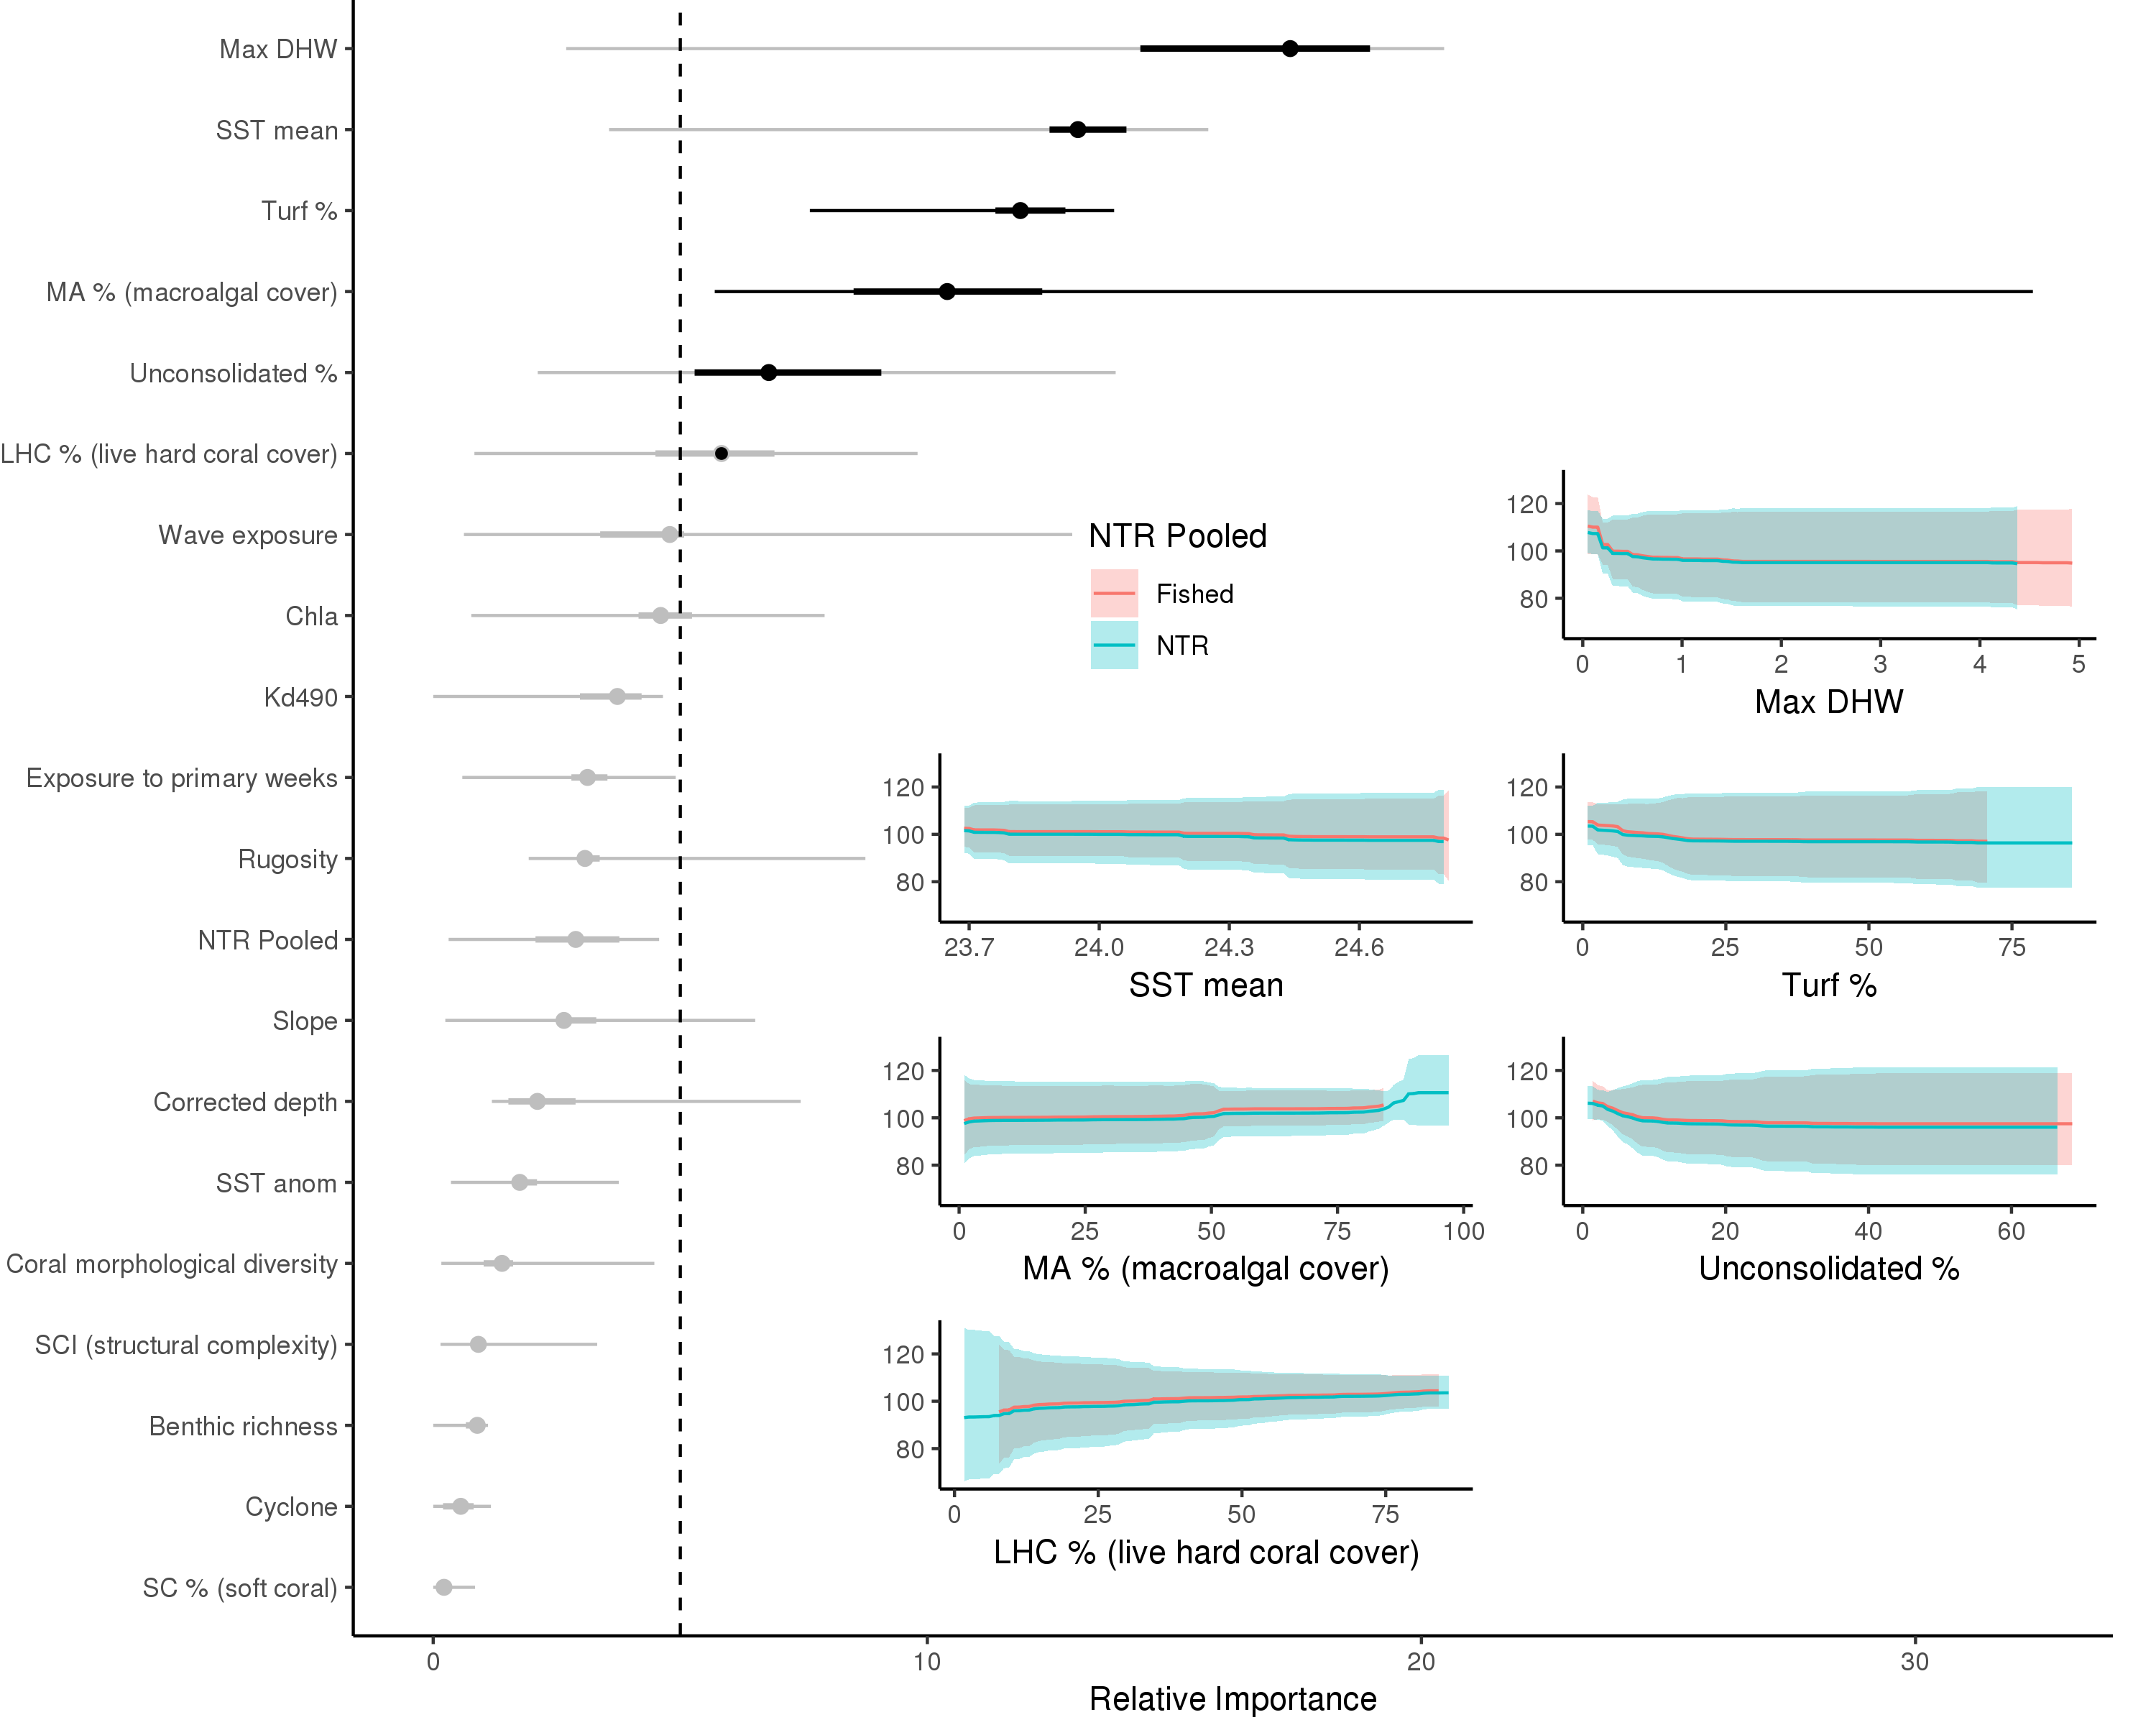 Max DHW
SST mean
Turf %
MA % (macroalgal cover)
Unconsolidated %
LHC % (live hard coral cover)
Wave exposure
Chla
Kd490
Exposure to primary weeks
Rugosity
NTR Pooled
Slope
Corrected depth
SST anom
Coral morphological diversity
SCI (structural complexity)
Benthic richness
Cyclone
SC % (soft coral)
0 10 20 30
Relative Importance
NTR Pooled
Fished
NTR
120
100
80
0 1 2 3 4 5
Max DHW
120
100
80
23.7 24.0 24.3 24.6
SST mean
120
100
80
0 25 50 75
Turf %
120
100
80
0 25 50 75 100
MA % (macroalgal cover)
120
100
80
0 20 40 60
Unconsolidated %
120
100
80
0 25 50 75
LHC % (live hard coral cover)